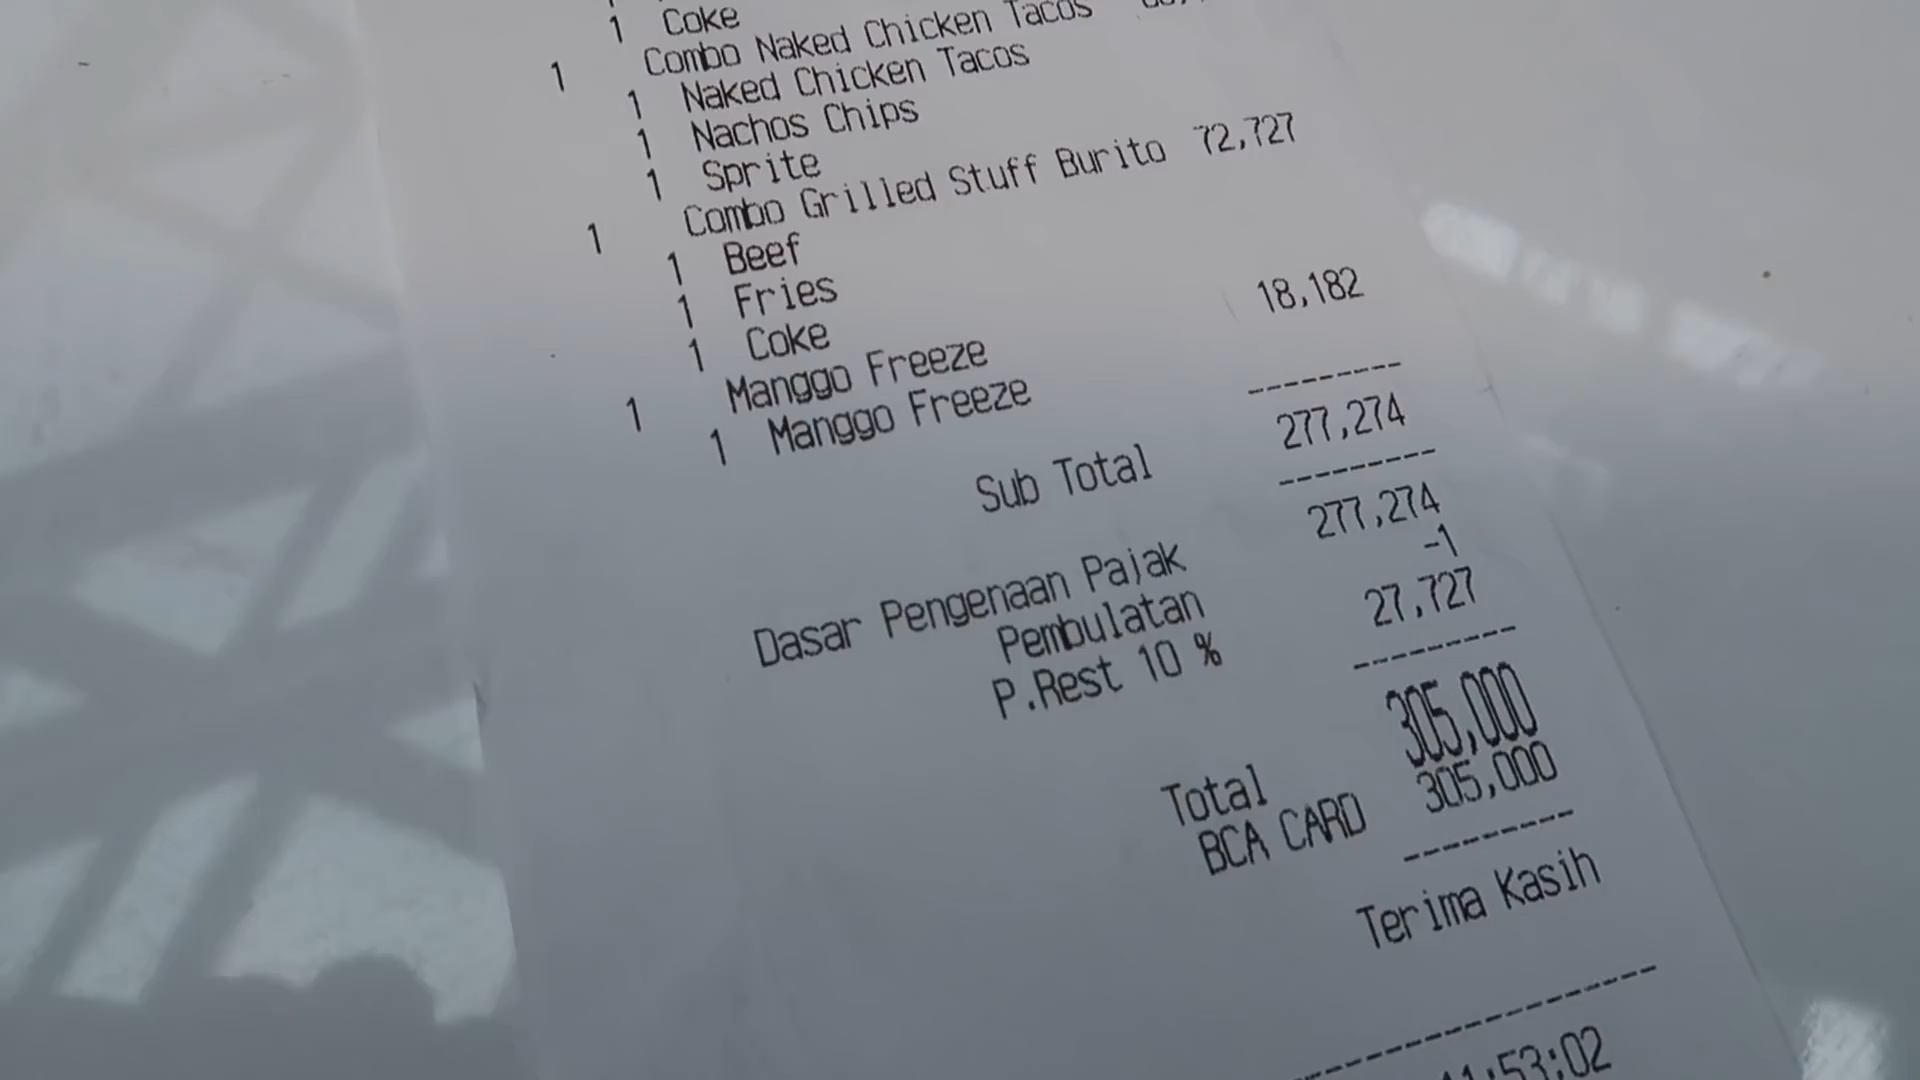 1 Coke
1 Combo Naked Chicken Tacos
1 Naked Chicken Tacos
1 Nachos Chips
1 Sprite
1 Combo Grilled Stuff Burito 72,727
1 Beef
1 Fries
1 Coke
1 Manggo Freeze 18,182
1 Manggo Freeze
---------
Sub Total 277,274
---------
Dasar Pengenaan Pajak 277,274
Pembulatan -1
P.Rest 10 % 27,727
---------
Total 305,000
BCA CARD 305,000
---------
Terima Kasih